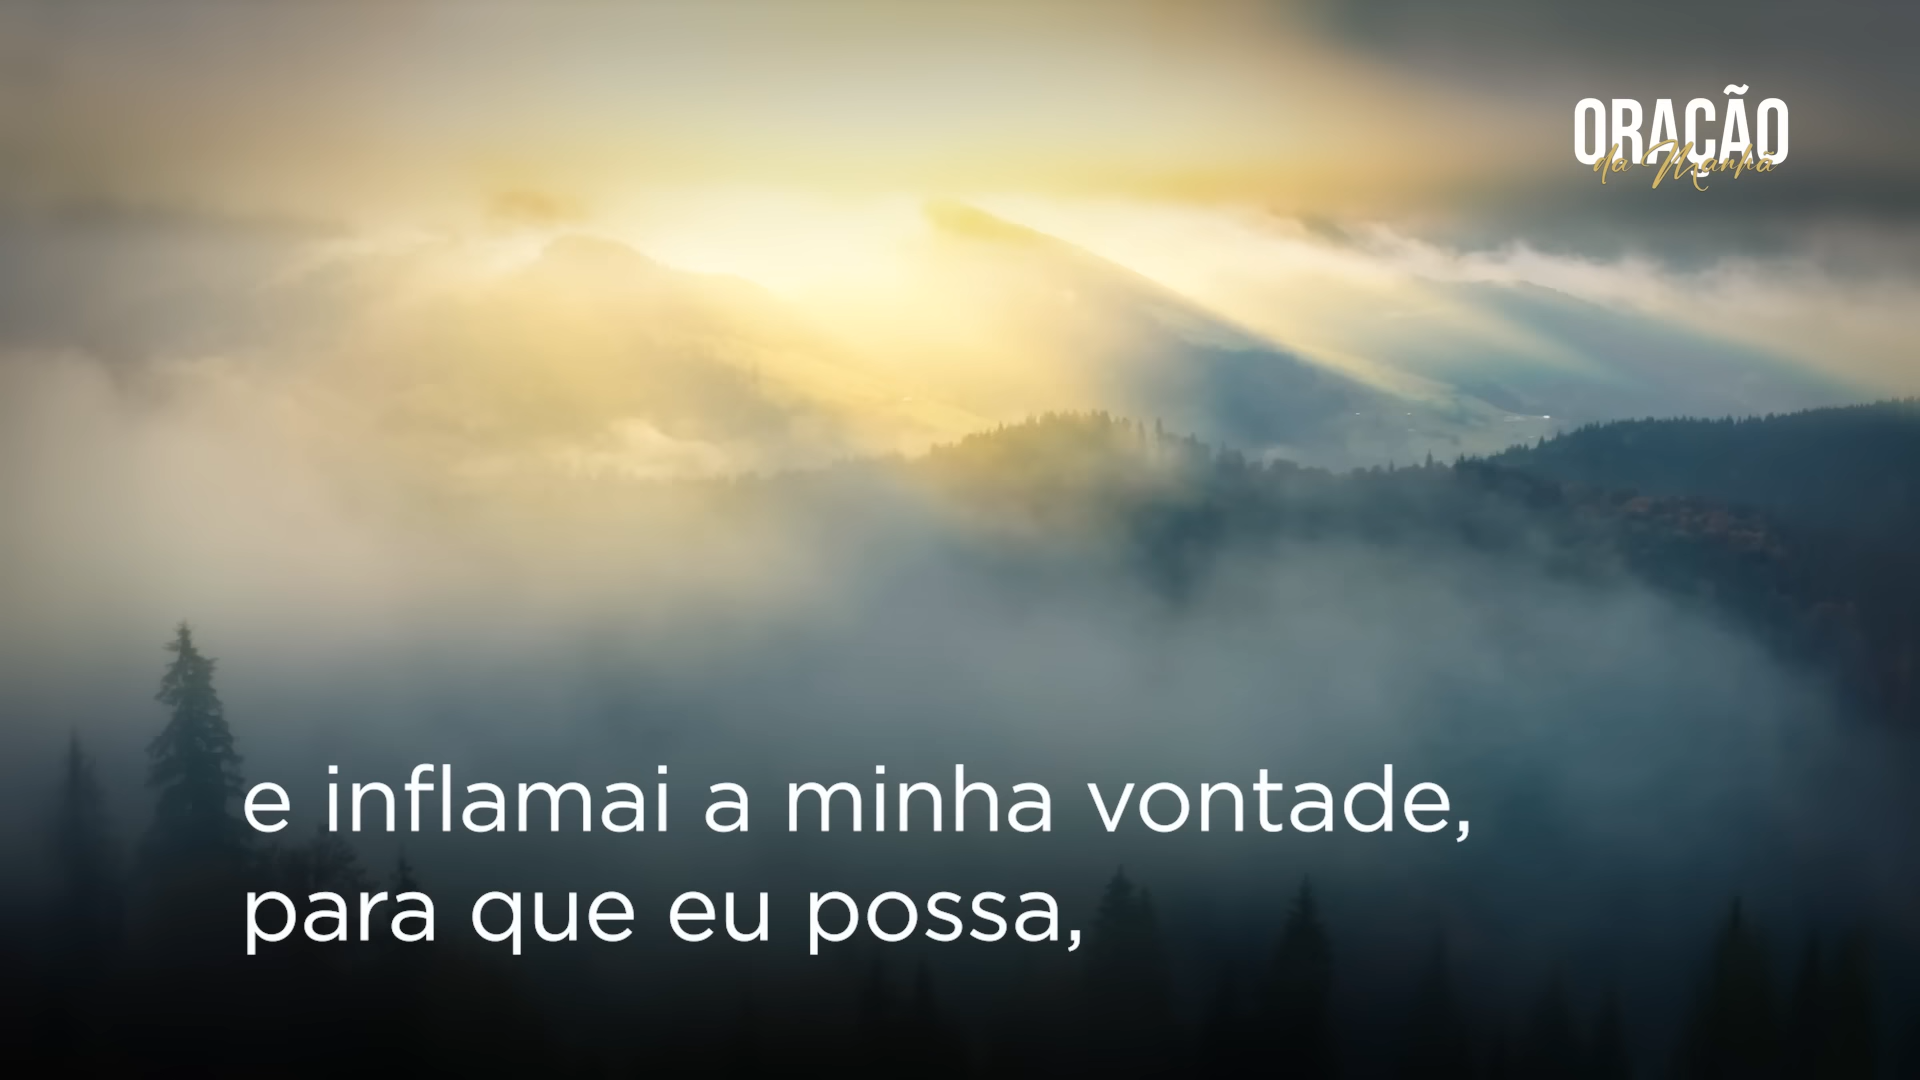 ORAÇÃO
da Manhã
e inflamai a minha vontade,
para que eu possa,